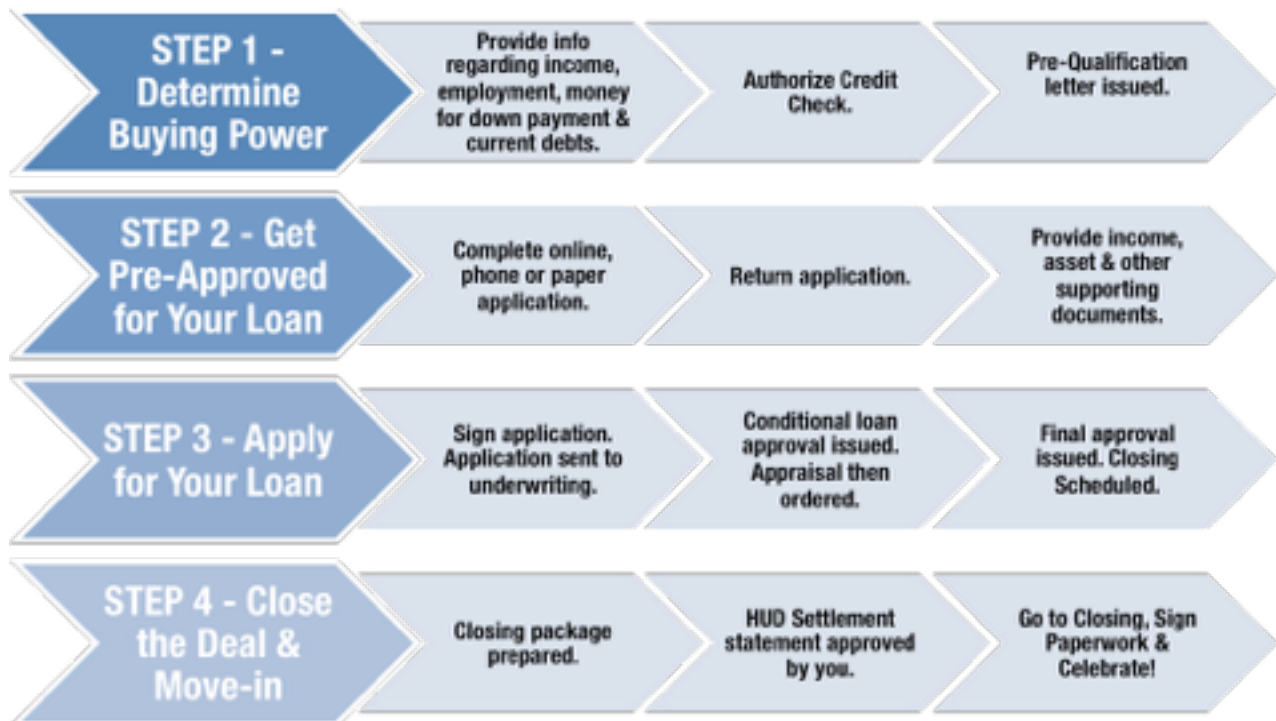 STEP 1 -
Determine
Buying Power
Provide info
regarding income,
employment, money
for down payment &
current debts.
Authorize Credit
Check.
Pre-Qualification
letter issued.
STEP 2 - Get
Pre-Approved
for Your Loan
Complete online,
phone or paper
application.
Return application.
Provide income,
asset & other
supporting
documents.
STEP 3 - Apply
for Your Loan
Sign application.
Application sent to
underwriting.
Conditional loan
approval issued.
Appraisal then
ordered.
Final approval
issued. Closing
Scheduled.
STEP 4 - Close
the Deal &
Move-in
Closing package
prepared.
HUD Settlement
statement approved
by you.
Go to Closing, Sign
Paperwork &
Celebrate!